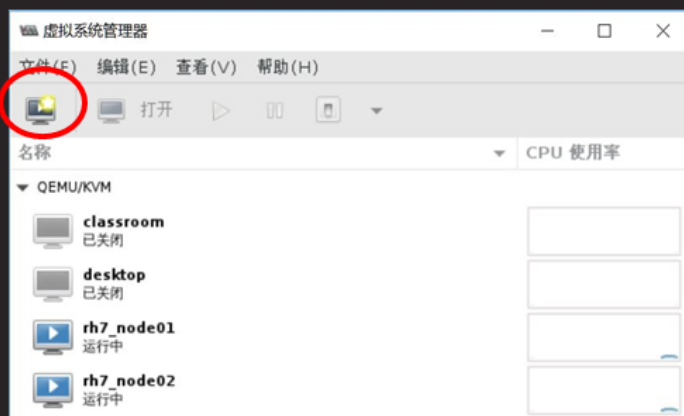 虚拟系统管理器
文件(F) 编辑(E) 查看(V) 帮助(H)
打开
名称 CPU 使用率
QEMU/KVM
classroom
已关闭
desktop
已关闭
rh7_node01
运行中
rh7_node02
运行中